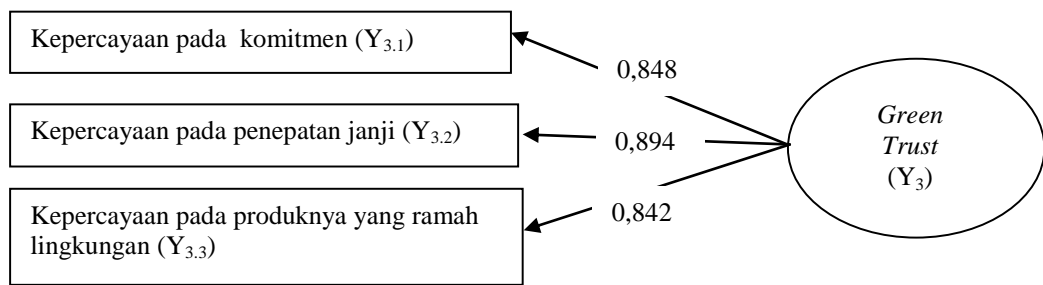 Kepercayaan pada komitmen (Y3.1)
0,848
Kepercayaan pada penepatan janji (Y3.2)
0,894
Kepercayaan pada produknya yang ramah
lingkungan (Y3.3)
0,842
Green
Trust
(Y3)